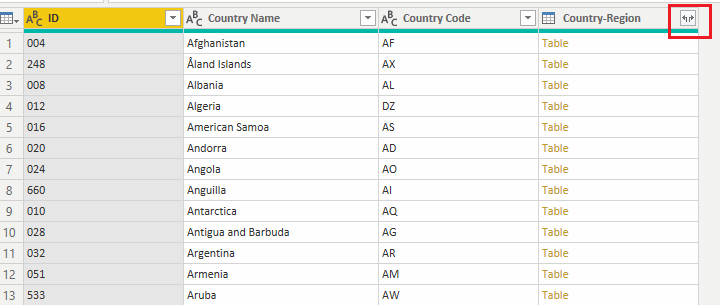 ABC ID ABC Country Name ABC Country Code Country-Region
1 004 Afghanistan AF Table
2 248 Åland Islands AX Table
3 008 Albania AL Table
4 012 Algeria DZ Table
5 016 American Samoa AS Table
6 020 Andorra AD Table
7 024 Angola AO Table
8 660 Anguilla AI Table
9 010 Antarctica AQ Table
10 028 Antigua and Barbuda AG Table
11 032 Argentina AR Table
12 051 Armenia AM Table
13 533 Aruba AW Table